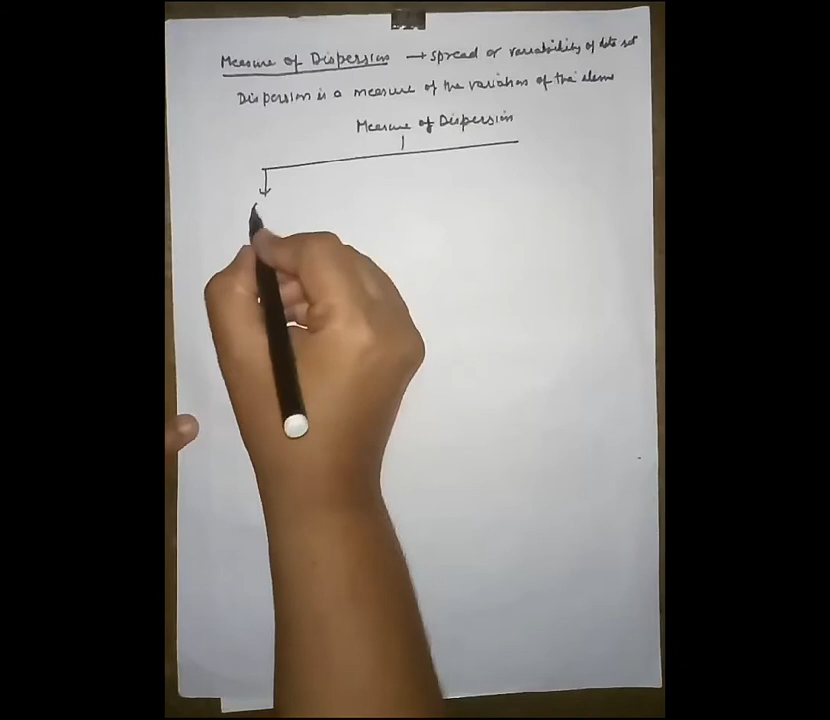 Measure of Dispersion → spread or variability of data set
Dispersion is a measure of the variation of the elems
Measure of Dispersion